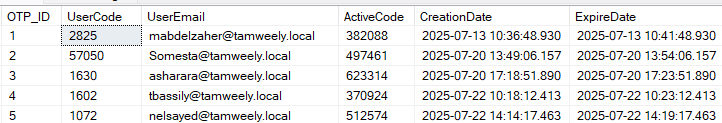 OTP_ID UserCode UserEmail ActiveCode CreationDate ExpireDate
1 2825 mabdelzaher@tamweely.local 382088 2025-07-13 10:36:48.930 2025-07-13 10:41:48.930
2 57050 Somesta@tamweely.local 497461 2025-07-20 13:49:06.157 2025-07-20 13:54:06.157
3 1630 asharara@tamweely.local 623314 2025-07-20 17:18:51.890 2025-07-20 17:23:51.890
4 1602 tbassily@tamweely.local 370924 2025-07-22 10:18:12.413 2025-07-22 10:23:12.413
5 1072 nelsayed@tamweely.local 512574 2025-07-22 14:14:17.463 2025-07-22 14:19:17.463